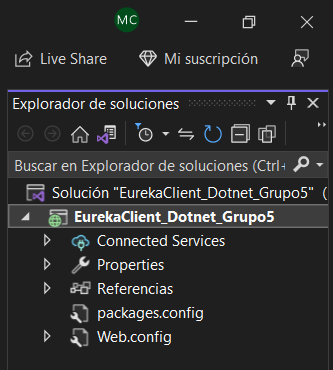 MC
Live Share
Mi suscripción
Explorador de soluciones
Buscar en Explorador de soluciones (Ctrl+
Solución "EurekaClient_Dotnet_Grupo5" (
EurekaClient_Dotnet_Grupo5
Connected Services
Properties
Referencias
packages.config
Web.config